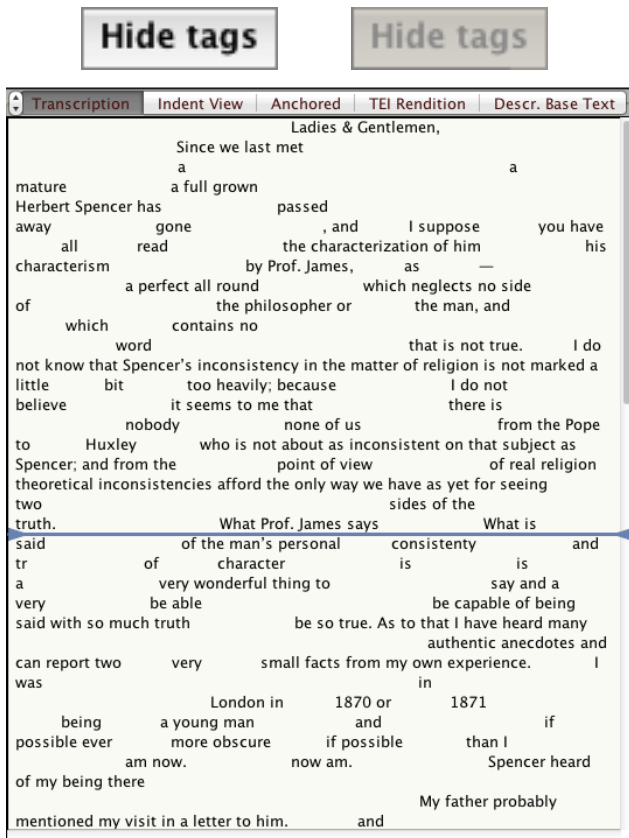 Hide tags Hide tags
Transcription Indent View Anchored TEI Rendition Descr. Base Text
Ladies & Gentlemen,
Since we last met
a a
mature a full grown
Herbert Spencer has passed
away gone , and I suppose you have
all read the characterization of him his
characterism by Prof. James, as —
a perfect all round which neglects no side
of the philosopher or the man, and
which contains no
word that is not true. I do
not know that Spencer’s inconsistency in the matter of religion is not marked a
little bit too heavily; because I do not
believe it seems to me that there is
nobody none of us from the Pope
to Huxley who is not about as inconsistent on that subject as
Spencer; and from the point of view of real religion
theoretical inconsistencies afford the only way we have as yet for seeing
two sides of the
truth. What Prof. James says What is
said of the man’s personal consistenty and
tr of character is is
a very wonderful thing to say and a
very be able be capable of being
said with so much truth be so true. As to that I have heard many
authentic anecdotes and
can report two very small facts from my own experience. I
was in
London in 1870 or 1871
being a young man and if
possible ever more obscure if possible than I
am now. now am. Spencer heard
of my being there
My father probably
mentioned my visit in a letter to him. and